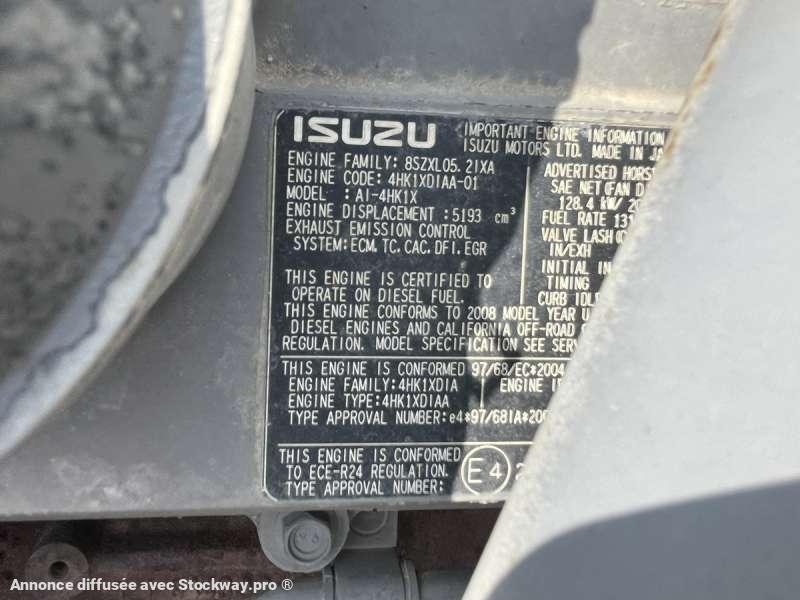 ISUZU
IMPORTANT ENGINE INFORMATION
ISUZU MOTORS LTD. MADE IN JA
ENGINE FAMILY: 8SZXL05.2IXA
ENGINE CODE: 4HK1XDIAA-01
MODEL : AI-4HK1X
ENGINE DISPLACEMENT :5193 cm³
EXHAUST EMISSION CONTROL
SYSTEM:ECM.TC.CAC.DFI.EGR
ADVERTISED HORS
SAE NET(FAN D
128.4 kW/ 20
FUEL RATE 131
VALVE LASH(C
IN/EXH
INITIAL IN
TIMING
CURB IDL
THIS ENGINE IS CERTIFIED TO
OPERATE ON DIESEL FUEL.
THIS ENGINE CONFORMS TO 2008 MODEL YEAR U
DIESEL ENGINES AND CALIFORNIA OFF-ROAD
REGULATION. MODEL SPECIFICATION SEE SERV
THIS ENGINE IS CONFORMED 97/68/EC*2004
ENGINE FAMILY:4HK1XDIA
ENGINE TYPE:4HK1XDIAA
ENGINE I
TYPE APPROVAL NUMBER:e4*97/68IA*200
THIS ENGINE IS CONFORMED
TO ECE-R24 REGULATION.
TYPE APPROVAL NUMBER:
E4 2
Annonce diffusée avec Stockway.pro ®